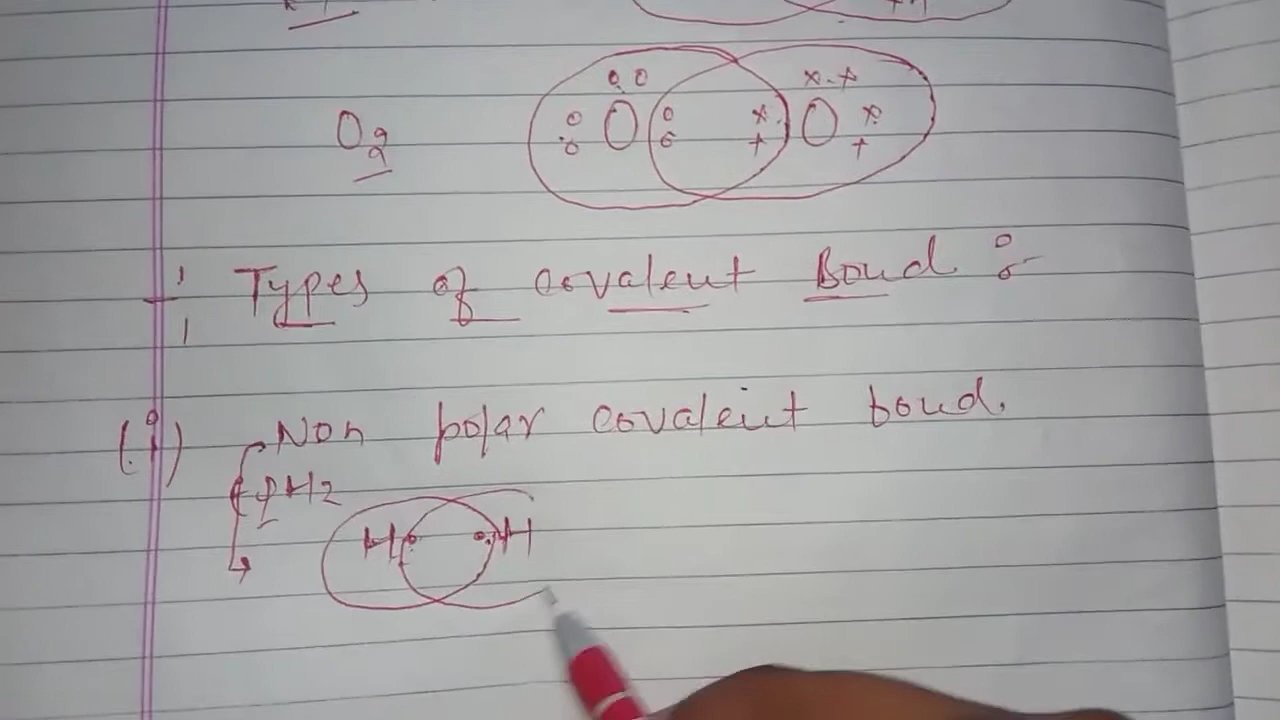 O2 O O
Types of covalent Bond :-
(i) Non polar covalent bond.
H2
H H